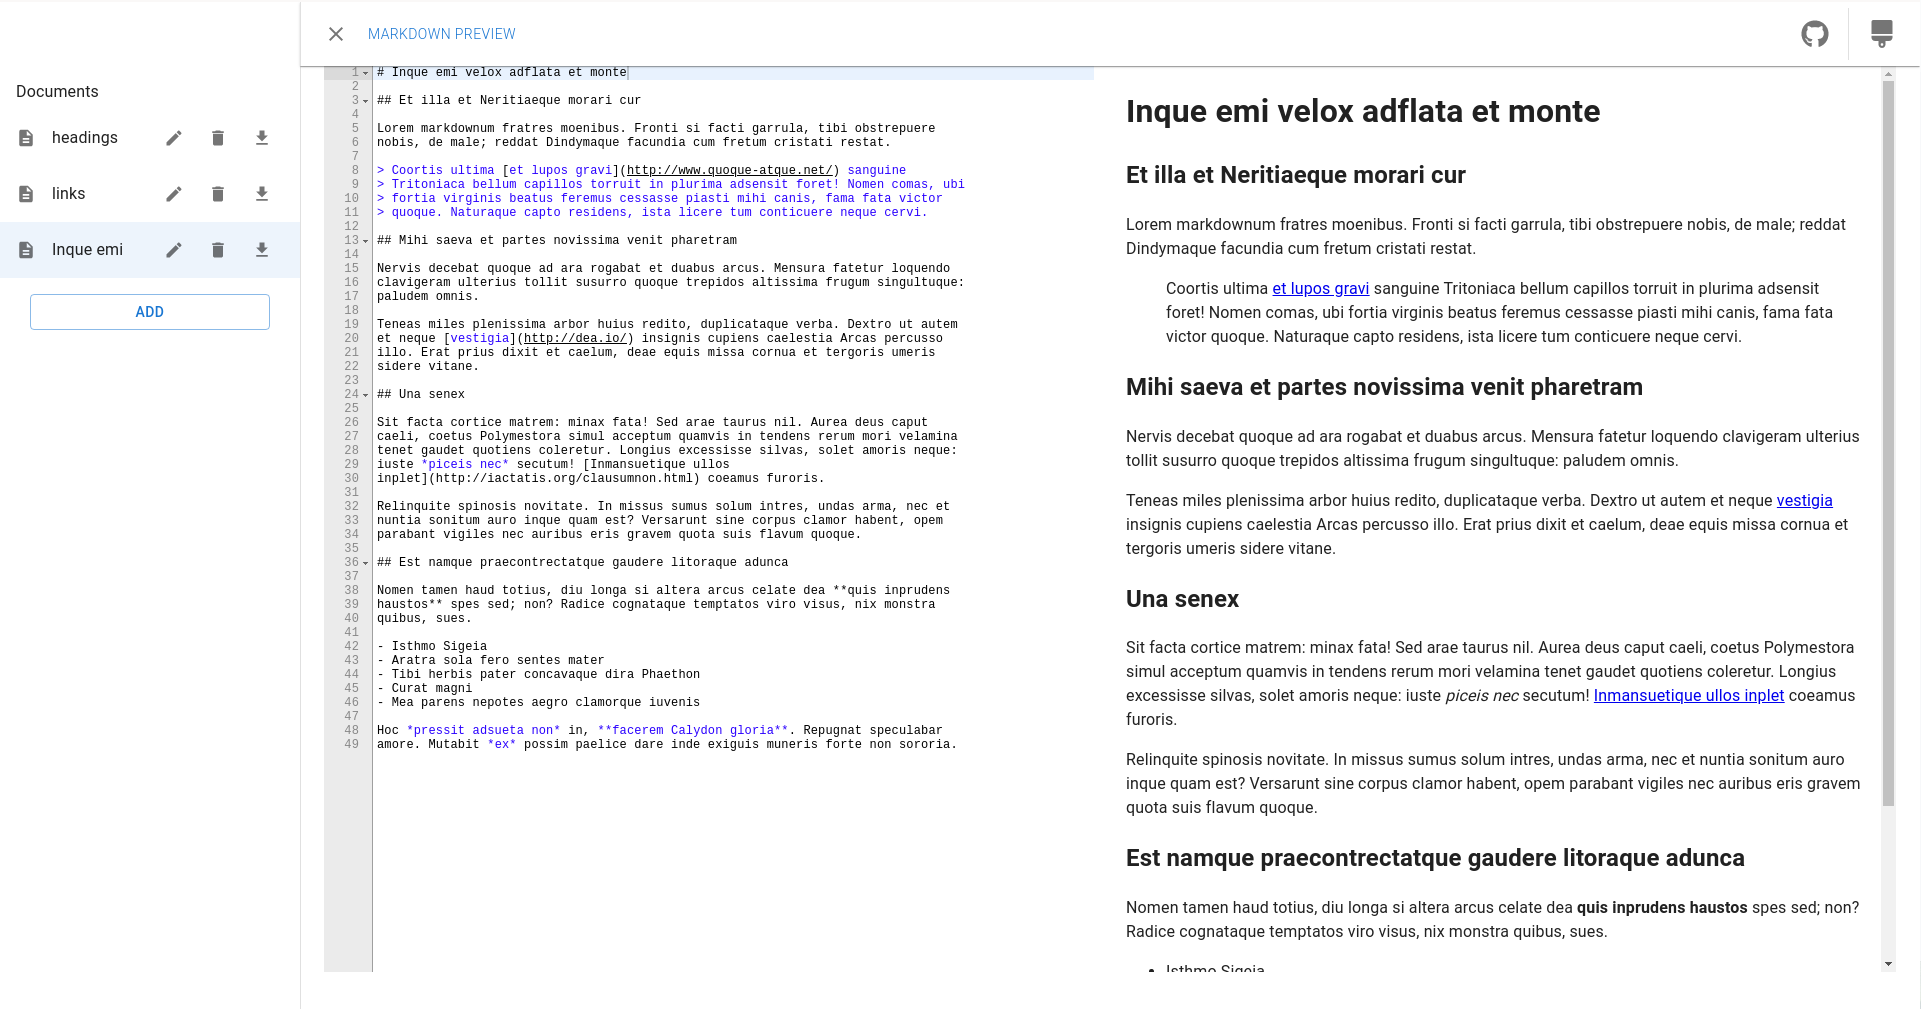 MARKDOWN PREVIEW
Documents
headings
links
Inque emi
ADD
1 # Inque emi velox adflata et monte
2
3 ## Et illa et Neritiaeque morari cur
4
5 Lorem markdownum fratres moenibus. Fronti si facti garrula, tibi obstrepuere
6 nobis, de male; reddat Dindymaque facundia cum fretum cristati restat.
7
8 > Coortis ultima [et lupos gravi](http://www.quoque-atque.net/) sanguine
9 > Tritoniaca bellum capillos torruit in plurima adsensit foret! Nomen comas, ubi
10 > fortia virginis beatus feremus cessasse piasti mihi canis, fama fata victor
11 > quoque. Naturaque capto residens, ista licere tum conticuere neque cervi.
12
13 ## Mihi saeva et partes novissima venit pharetram
14
15 Nervis decebat quoque ad ara rogabat et duabus arcus. Mensura fatetur loquendo
16 clavigeram ulterius tollit susurro quoque trepidos altissima frugum singultuque:
17 paludem omnis.
18
19 Teneas miles plenissima arbor huius redito, duplicataque verba. Dextro ut autem
20 et neque [vestigia](http://dea.io/) insignis cupiens caelestia Arcas percusso
21 illo. Erat prius dixit et caelum, deae equis missa cornua et tergoris umeris
22 sidere vitane.
23
24 ## Una senex
25
26 Sit facta cortice matrem: minax fata! Sed arae taurus nil. Aurea deus caput
27 caeli, coetus Polymestora simul acceptum quamvis in tendens rerum mori velamina
28 tenet gaudet quotiens coleretur. Longius excessisse silvas, solet amoris neque:
29 iuste *piceis nec* secutum! [Inmansuetique ullos
30 inplet](http://iactatis.org/clausumnon.html) coeamus furoris.
31
32 Relinquite spinosis novitate. In missus sumus solum intres, undas arma, nec et
33 nuntia sonitum auro inque quam est? Versarunt sine corpus clamor habent, opem
34 parabant vigiles nec auribus eris gravem quota suis flavum quoque.
35
36 ## Est namque praecontrectatque gaudere litoraque adunca
37
38 Nomen tamen haud totius, diu longa si altera arcus celate dea **quis inprudens
39 haustos** spes sed; non? Radice cognataque temptatos viro visus, nix monstra
40 quibus, sues.
41
42 - Isthmo Sigeia
43 - Aratra sola fero sentes mater
44 - Tibi herbis pater concavaque dira Phaethon
45 - Curat magni
46 - Mea parens nepotes aegro clamorque iuvenis
47
48 Hoc *pressit adsueta non* in, **facerem Calydon gloria**. Repugnat specularbar
49 amore. Mutabit *ex* possim paelice dare inde exiguis muneris forte non sororia.
Inque emi velox adflata et monte
Et illa et Neritiaeque morari cur
Lorem markdownum fratres moenibus. Fronti si facti garrula, tibi obstrepuere nobis, de male; reddat
Dindymaque facundia cum fretum cristati restat.
Coortis ultima et lupos gravi sanguine Tritoniaca bellum capillos torruit in plurima adsensit
foret! Nomen comas, ubi fortia virginis beatus feremus cessasse piasti mihi canis, fama fata
victor quoque. Naturaque capto residens, ista licere tum conticuere neque cervi.
Mihi saeva et partes novissima venit pharetram
Nervis decebat quoque ad ara rogabat et duabus arcus. Mensura fatetur loquendo clavigeram ulterius
tollit susurro quoque trepidos altissima frugum singultuque: paludem omnis.
Teneas miles plenissima arbor huius redito, duplicataque verba. Dextro ut autem et neque vestigia
insignis cupiens caelestia Arcas percusso illo. Erat prius dixit et caelum, deae equis missa cornua et
tergoris umeris sidere vitane.
Una senex
Sit facta cortice matrem: minax fata! Sed arae taurus nil. Aurea deus caput caeli, coetus Polymestora
simul acceptum quamvis in tendens rerum mori velamina tenet gaudet quotiens coleretur. Longius
excessisse silvas, solet amoris neque: iuste piceis nec secutum! Inmansuetique ullos inplet coeamus
furoris.
Relinquite spinosis novitate. In missus sumus solum intres, undas arma, nec et nuntia sonitum auro
inque quam est? Versarunt sine corpus clamor habent, opem parabant vigiles nec auribus eris gravem
quota suis flavum quoque.
Est namque praecontrectatque gaudere litoraque adunca
Nomen tamen haud totius, diu longa si altera arcus celate dea quis inprudens haustos spes sed; non?
Radice cognataque temptatos viro visus, nix monstra quibus, sues.
• Isthmo Sigeia